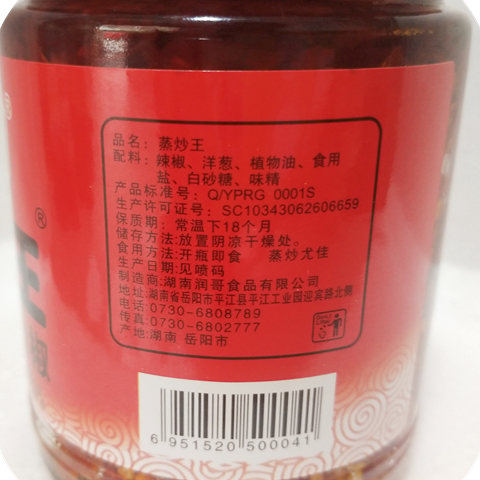 ®
品名：蒸炒王
配料：辣椒、洋葱、植物油、食用
盐、白砂糖、味精
产品标准号：Q/YPRG 0001S
生产许可证号：SC10343062606659
保质期：常温下18个月
储存方法:放置阴凉干燥处。
食用方法:开瓶即食 蒸炒尤佳
生产日期:见喷码
制造商:湖南润哥食品有限公司
地址:湖南省岳阳市平江县平江工业园迎宾路北侧
电话:0730-6808789
传真:0730-6802777
产地:湖南 岳阳市
王®
椒
6 951520 500041